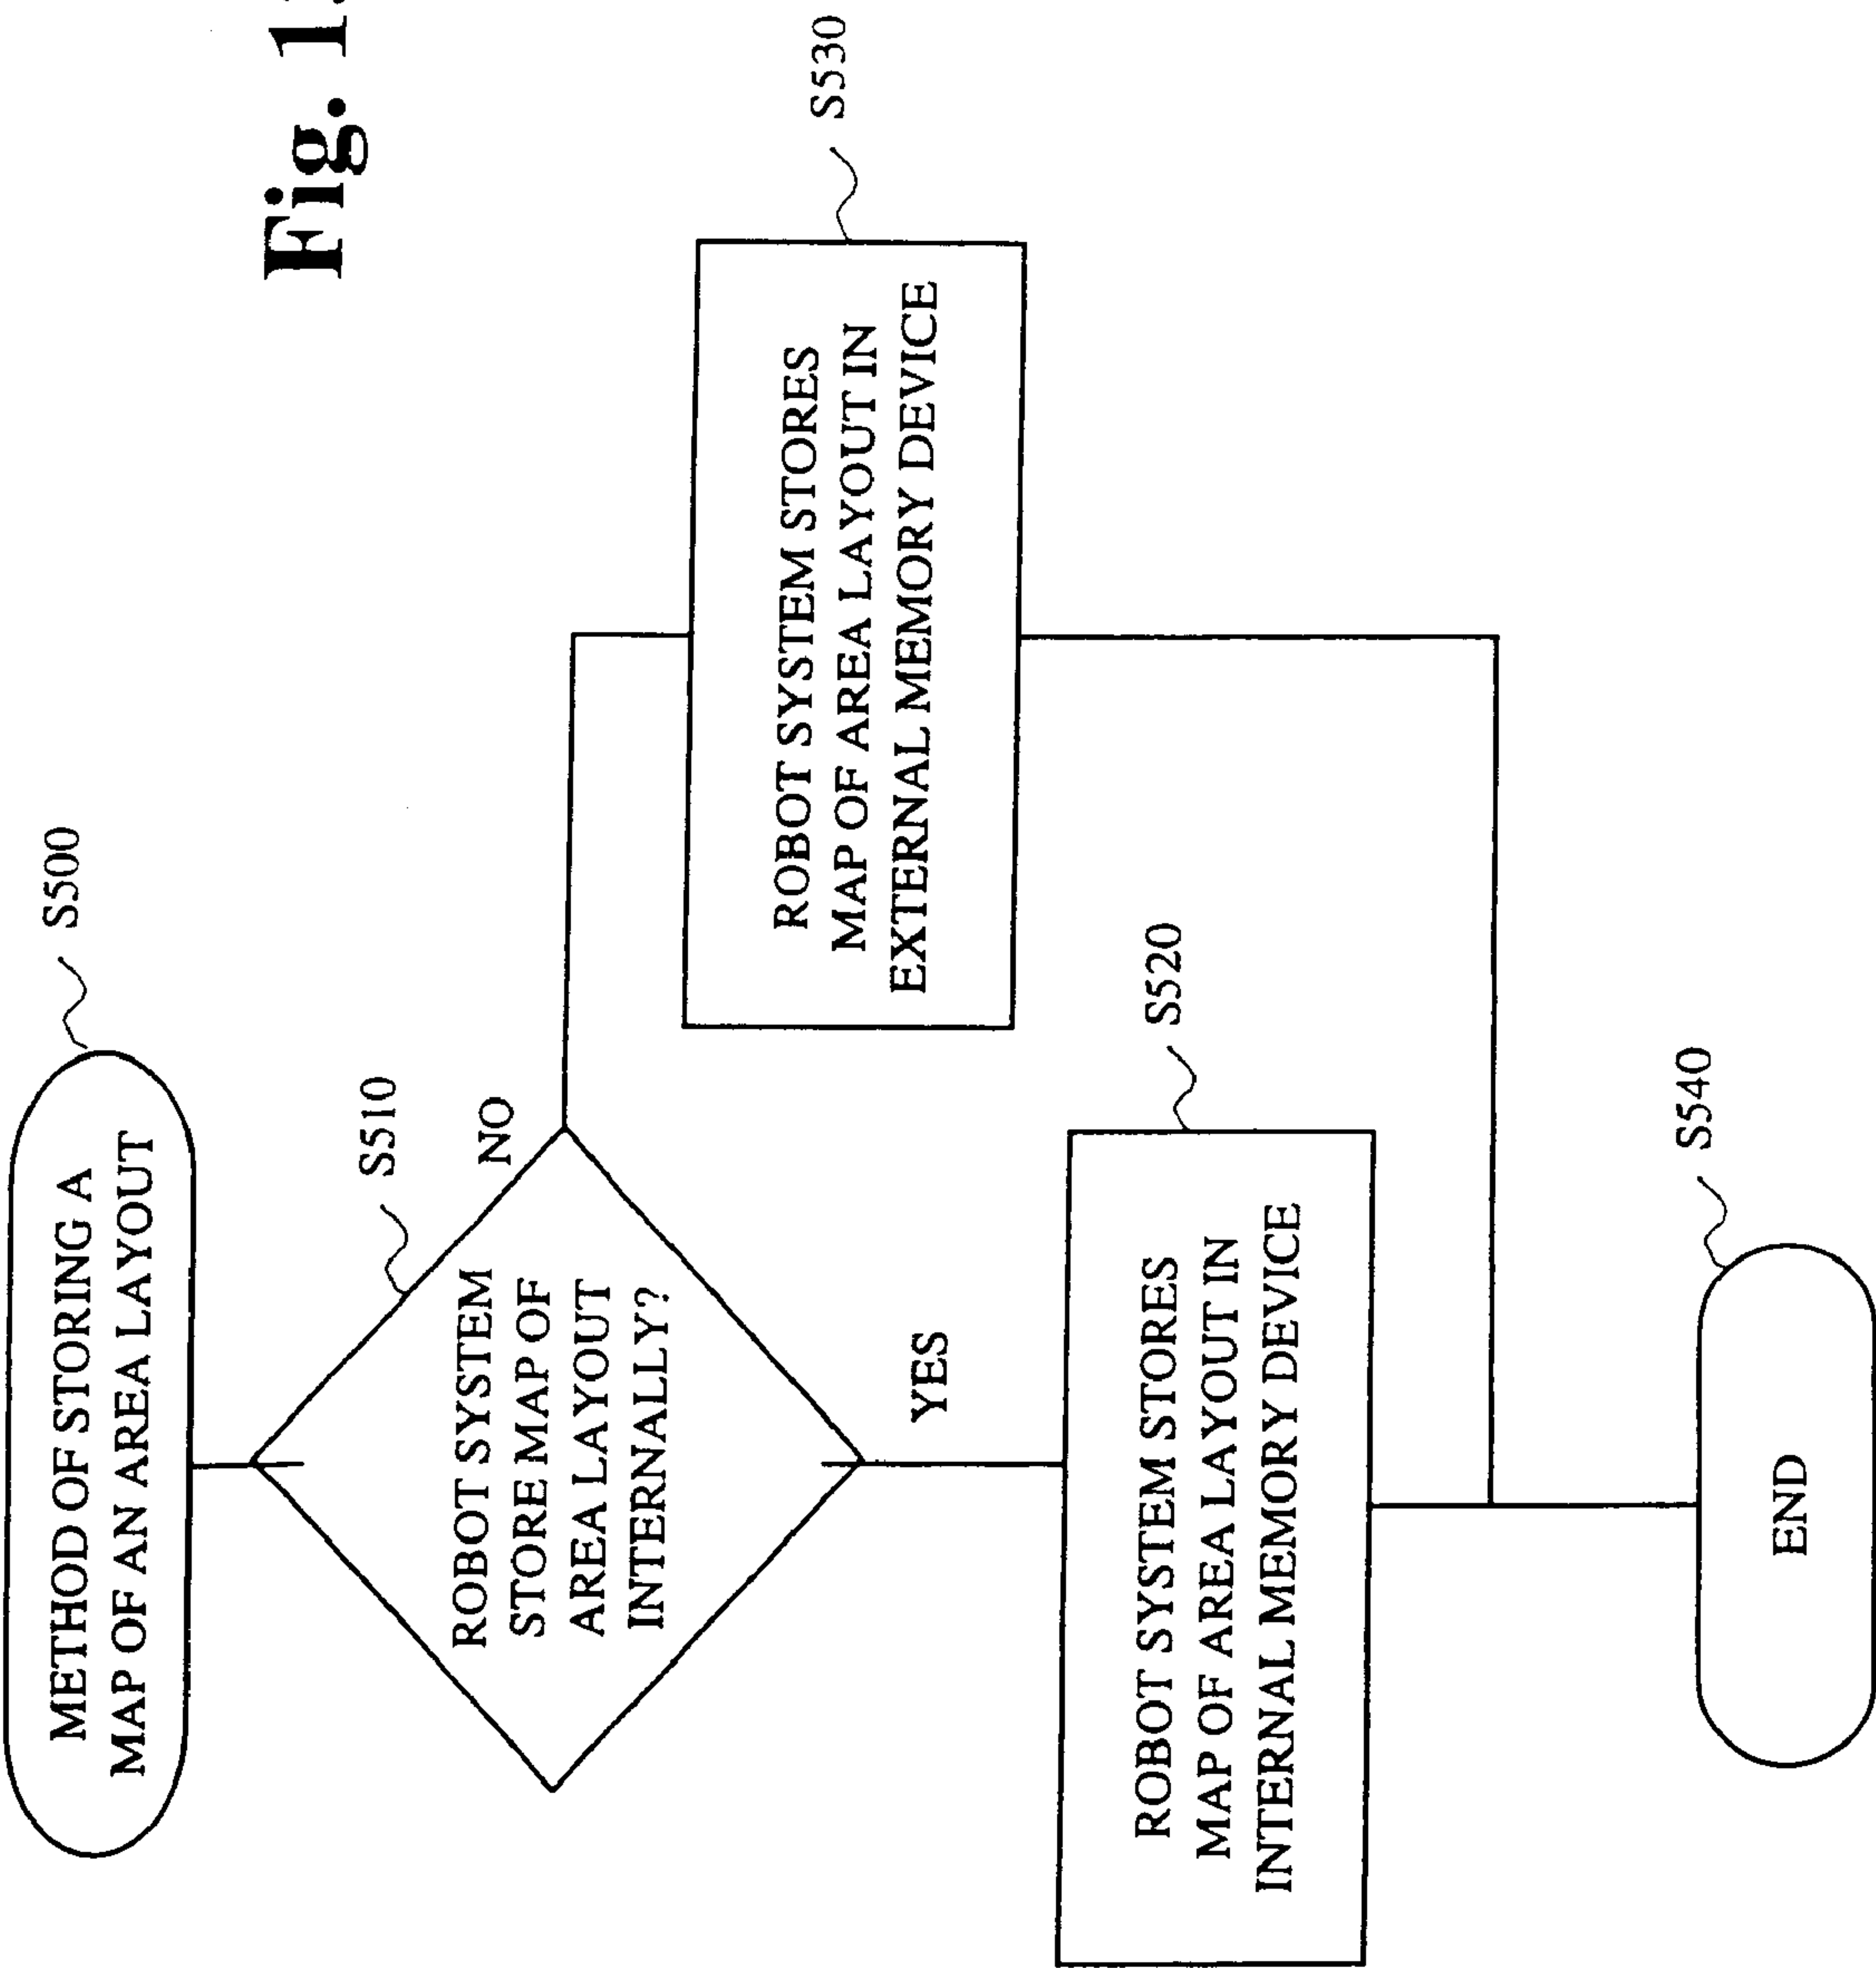 Fig. 1
S500
METHOD OF STORING A
MAP OF AN AREA LAYOUT
S510
ROBOT SYSTEM
STORE MAP OF
AREA LAYOUT
INTERNALLY?
NO
YES
S530
ROBOT SYSTEM STORES
MAP OF AREA LAYOUT IN
EXTERNAL MEMORY DEVICE
S520
ROBOT SYSTEM STORES
MAP OF AREA LAYOUT IN
INTERNAL MEMORY DEVICE
S540
END